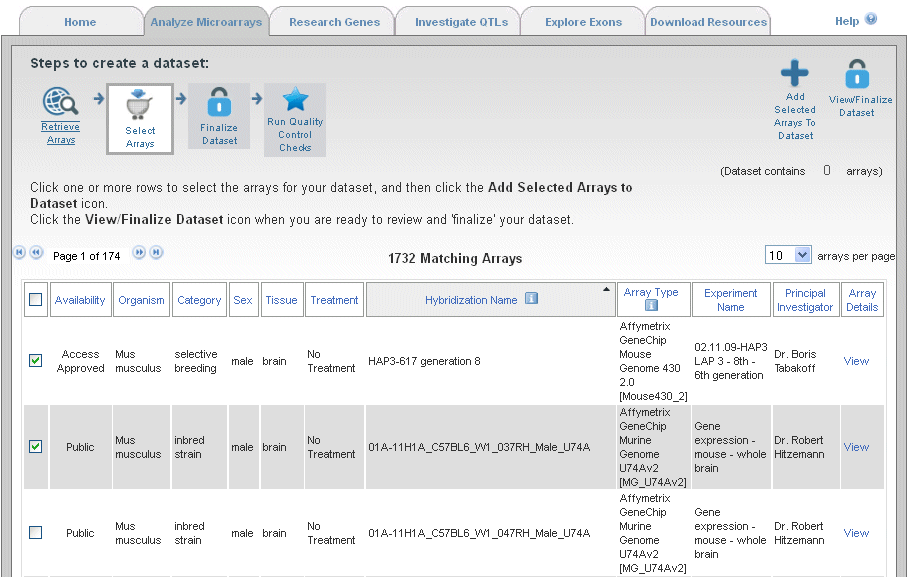 Home
Analyze Microarrays
Research Genes
Investigate QTLs
Explore Exons
Download Resources
Help
Steps to create a dataset:
Retrieve
Arrays
Select
Arrays
Finalize
Dataset
Run Quality
Control
Checks
Add
Selected
Arrays To
Dataset
View/Finalize
Dataset
(Dataset contains 0 arrays)
Click one or more rows to select the arrays for your dataset, and then click the Add Selected Arrays to
Dataset icon.
Click the View/Finalize Dataset icon when you are ready to review and 'finalize' your dataset.
Page 1 of 174
1732 Matching Arrays
10 arrays per page
Availability
Organism
Category
Sex
Tissue
Treatment
Hybridization Name
Array Type
Experiment
Name
Principal
Investigator
Array
Details
Access
Approved
Mus
musculus
selective
breeding
male
brain
No
Treatment
HAP3-617 generation 8
Affymetrix
GeneChip
Mouse
Genome 430
2.0
[Mouse430_2]
02.11.09-HAP3
LAP 3 - 8th -
6th generation
Dr. Boris
Tabakoff
View
Public
Mus
musculus
inbred
strain
male
brain
No
Treatment
01A-11H1A_C57BL6_W1_037RH_Male_U74A
Affymetrix
GeneChip
Murine
Genome
U74Av2
[MG_U74Av2]
Gene
expression -
mouse - whole
brain
Dr. Robert
Hitzemann
View
Public
Mus
musculus
inbred
strain
male
brain
No
Treatment
01A-11H1A_C57BL6_W1_047RH_Male_U74A
Affymetrix
GeneChip
Murine
Genome
U74Av2
[MG_U74Av2]
Gene
expression -
mouse - whole
brain
Dr. Robert
Hitzemann
View